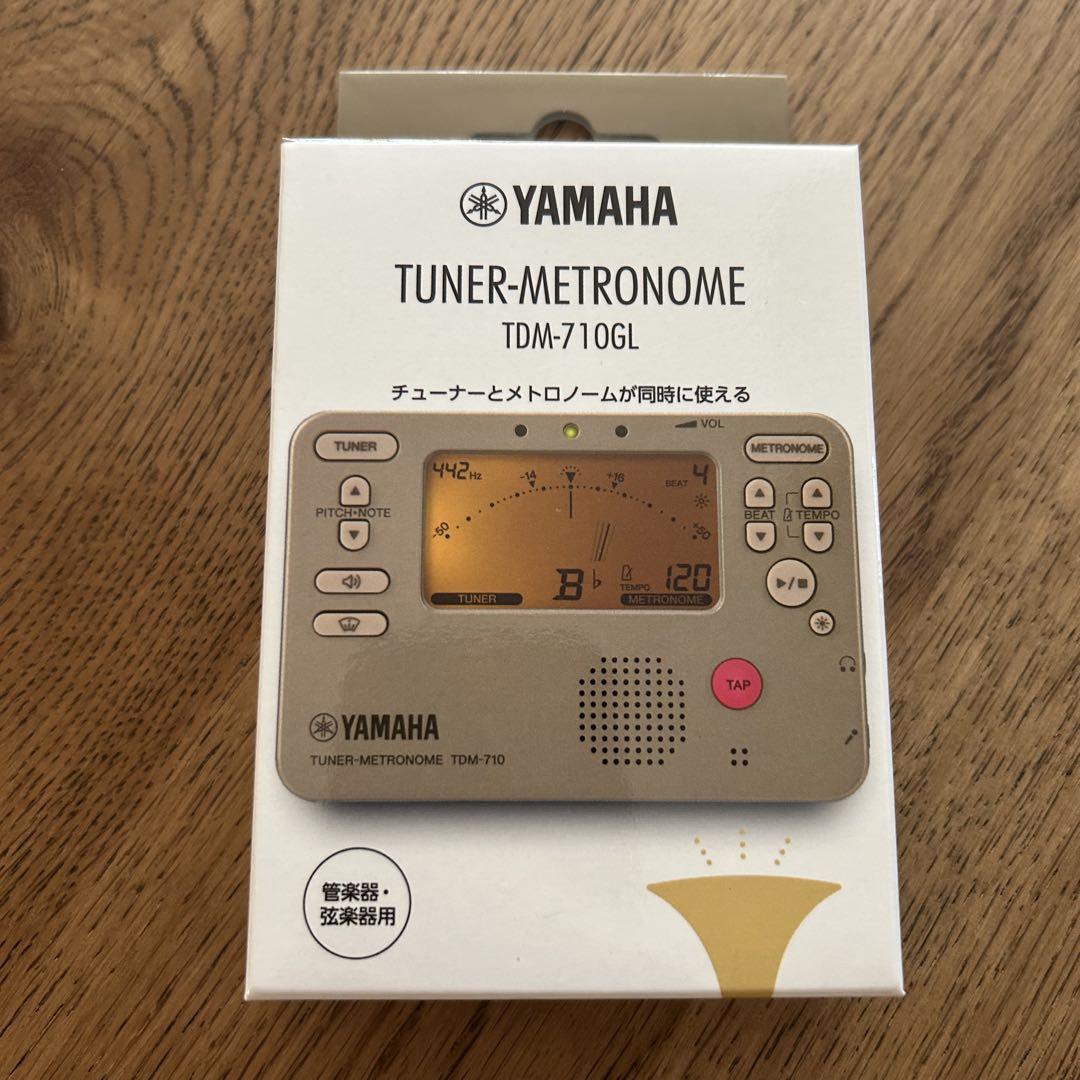 YAMAHA
TUNER-METRONOME
TDM-710GL
チューナーとメトロノームが同時に使える
VOL
TUNER
METRONOME
442Hz
-14
+16
BEAT 4
PITCH•NOTE
BEAT
TEMPO
-50
+50
B♭
TEMPO 120
TUNER
METRONOME
TAP
YAMAHA
TUNER-METRONOME TDM-710
管楽器・
弦楽器用